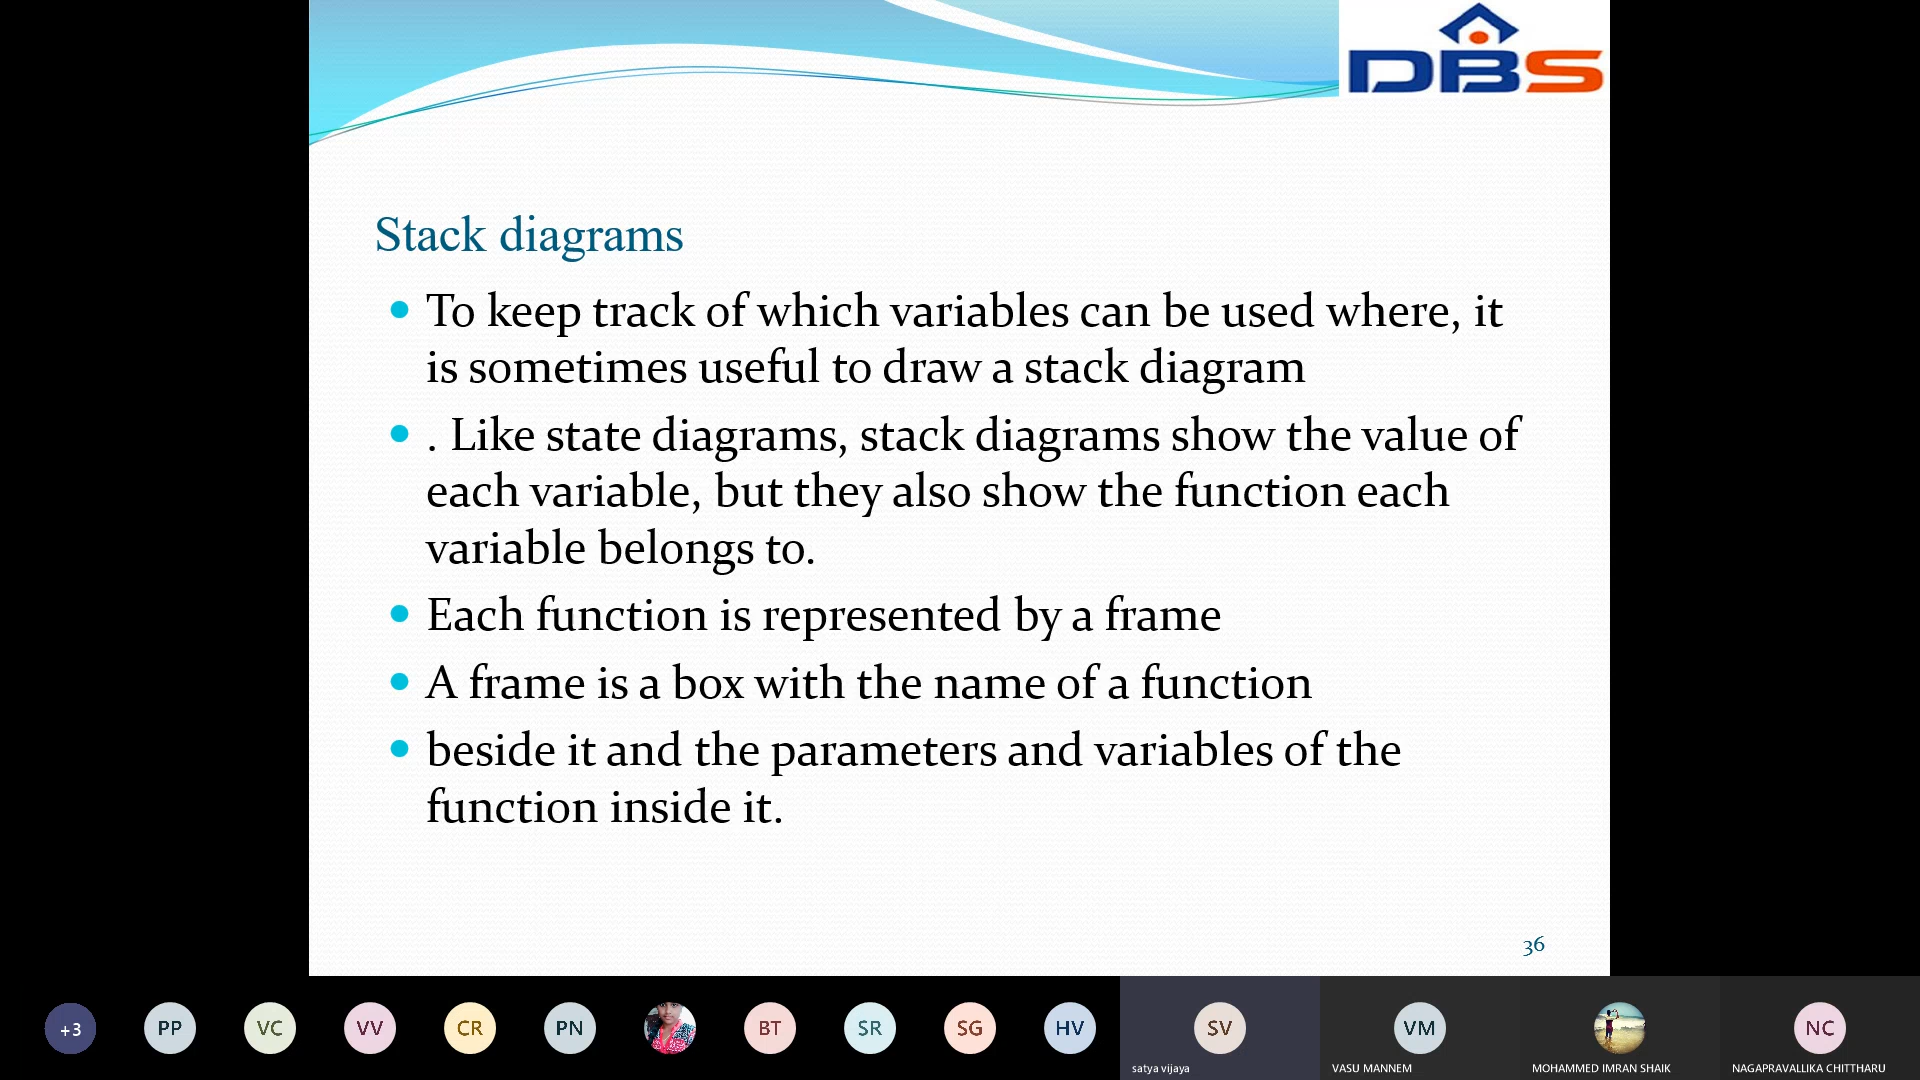 DBS
Stack diagrams
To keep track of which variables can be used where, it
is sometimes useful to draw a stack diagram
. Like state diagrams, stack diagrams show the value of
each variable, but they also show the function each
variable belongs to.
Each function is represented by a frame
A frame is a box with the name of a function
beside it and the parameters and variables of the
function inside it.
36
+3 PP VC VV CR PN BT SR SG HV SV VM NC
satya vijaya VASU MANNEM MOHAMMED IMRAN SHAIK NAGAPRAVALLIKA CHITTHARU